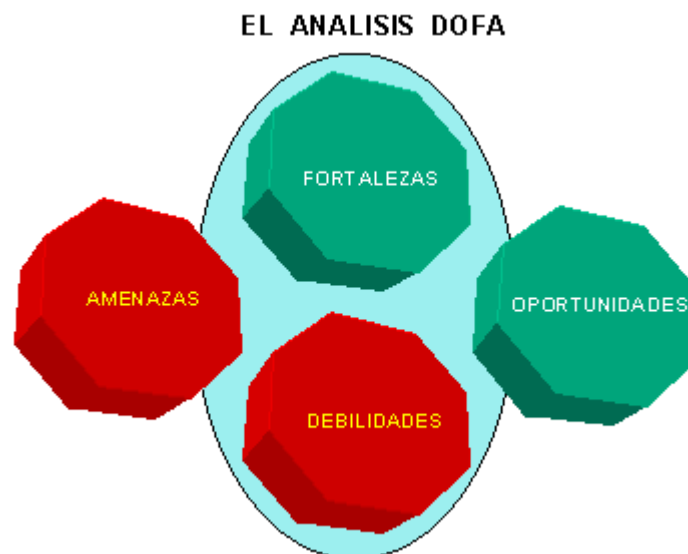 EL ANALISIS DOFA
FORTALEZAS
AMENAZAS
OPORTUNIDADES
DEBILIDADES